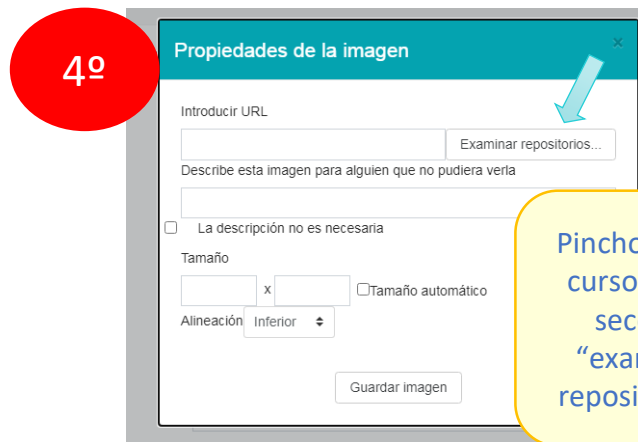 4º
Propiedades de la imagen
×
Introducir URL
Examinar repositorios...
Describe esta imagen para alguien que no pudiera verla
La descripción no es necesaria
Tamaño
x
Tamaño automático
Alineación Inferior
Guardar imagen
curso